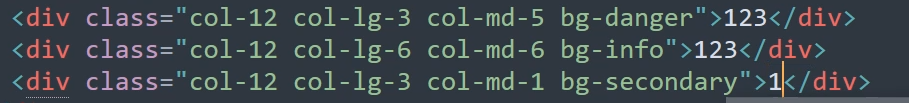 <div class="col-12 col-lg-3 col-md-5 bg-danger">123</div>
<div class="col-12 col-lg-6 col-md-6 bg-info">123</div>
<div class="col-12 col-lg-3 col-md-1 bg-secondary">1</div>